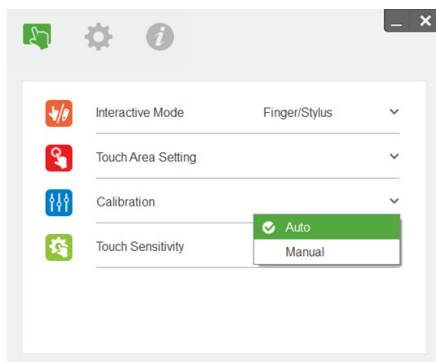 Interactive Mode Finger/Stylus
Touch Area Setting
Calibration
Auto
Touch Sensitivity
Manual